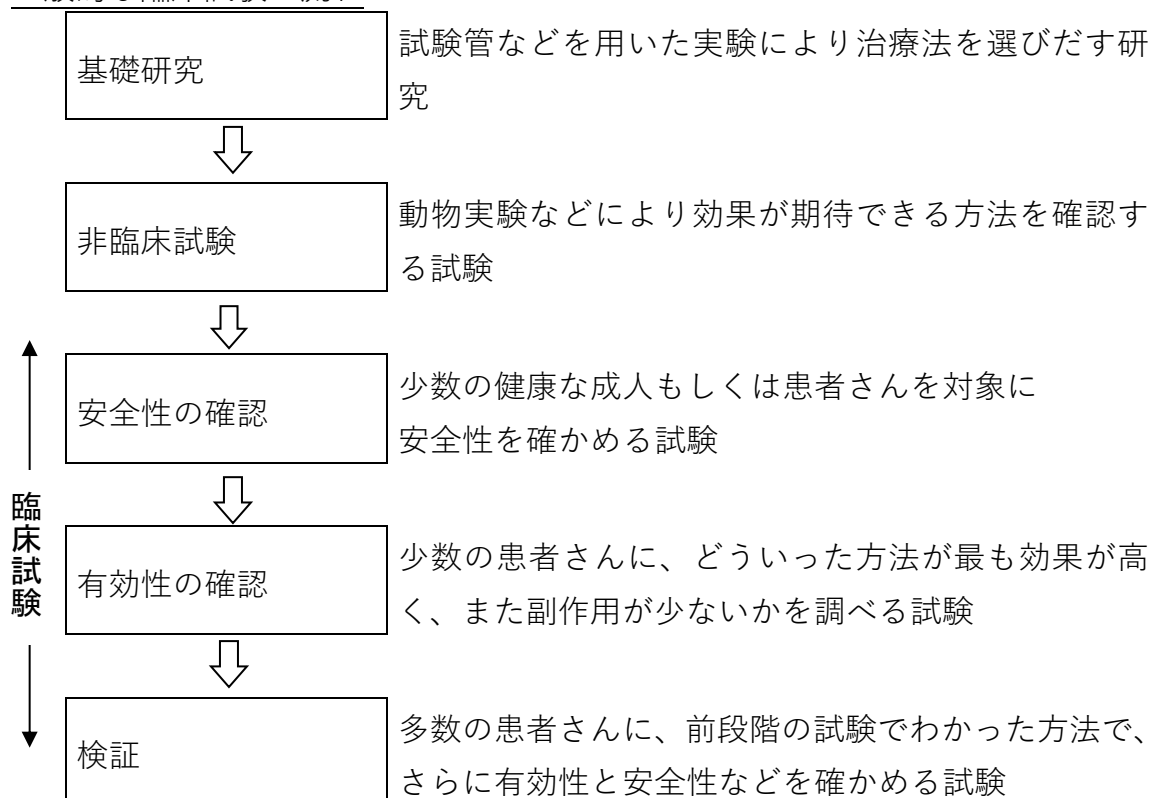 基礎研究
試験管などを用いた実験により治療法を選びだす研
究
非臨床試験
動物実験などにより効果が期待できる方法を確認す
る試験
臨床試験
安全性の確認
少数の健康な成人もしくは患者さんを対象に
安全性を確かめる試験
有効性の確認
少数の患者さんに、どういった方法が最も効果が高
く、また副作用が少ないかを調べる試験
検証
多数の患者さんに、前段階の試験でわかった方法で、
さらに有効性と安全性などを確かめる試験